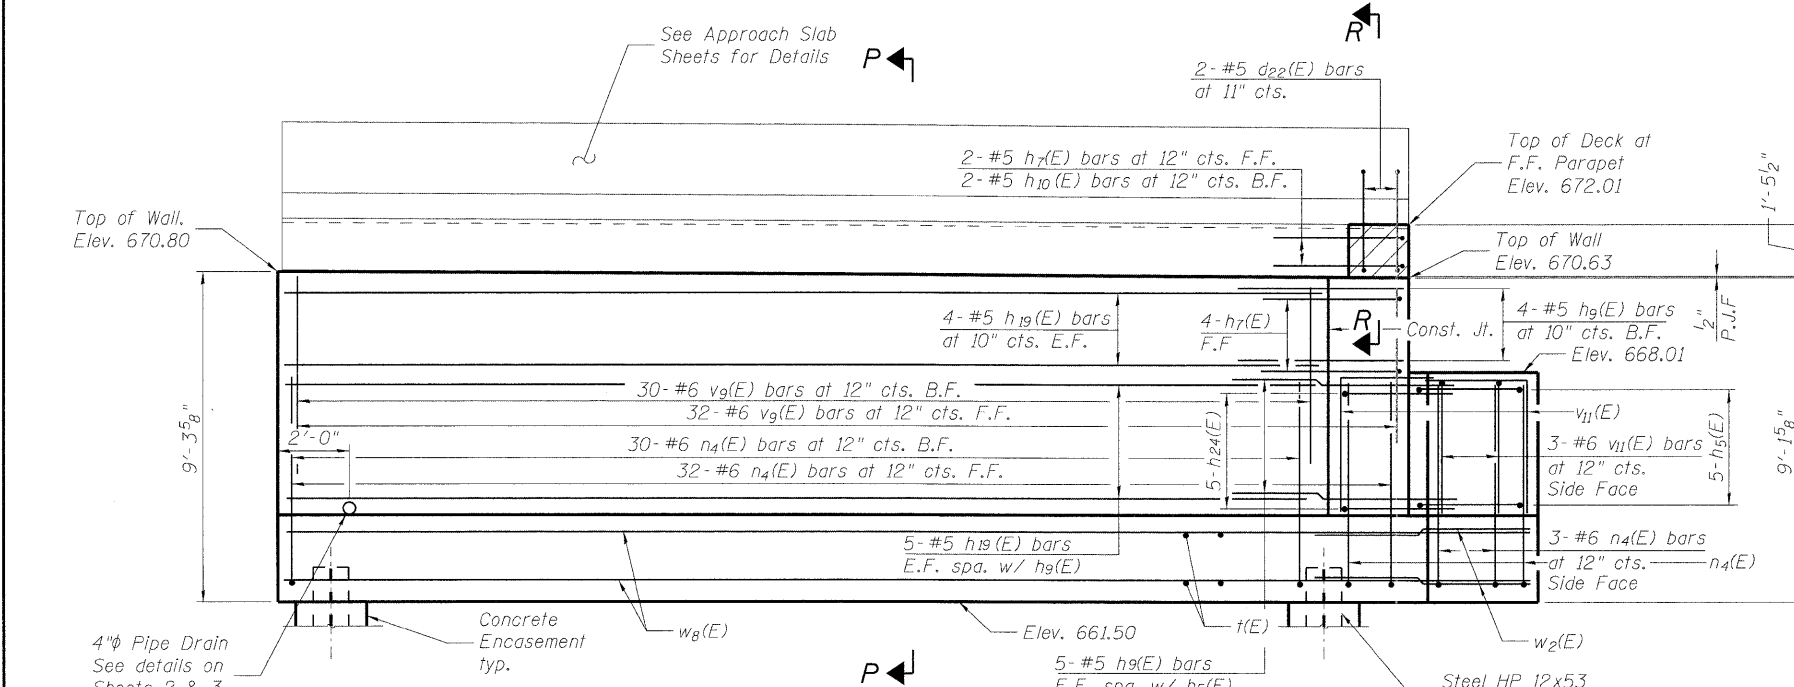 See Approach Slab
Sheets for Details
P
R
2-#5 d22(E) bars
at 11" cts.
2-#5 h7(E) bars at 12" cts. F.F.
2-#5 h10(E) bars at 12" cts. B.F.
Top of Deck at
F.F. Parapet
Elev. 672.01
1'-5½"
Top of Wall.
Elev. 670.80
Top of Wall
Elev. 670.63
4-#5 h19(E) bars
at 10" cts. E.F.
4-h7(E)
F.F
R
Const. Jt.
4-#5 h9(E) bars
at 10" cts. B.F.
½"
P.J.F
Elev. 668.01
30-#6 v9(E) bars at 12" cts. B.F.
32-#6 v9(E) bars at 12" cts. F.F.
v11(E)
9'-3⅝"
2'-0"
30-#6 n4(E) bars at 12" cts. B.F.
32-#6 n4(E) bars at 12" cts. F.F.
5-h24(E)
3-#6 v11(E) bars
at 12" cts.
Side Face
5-h5(E)
9'-1⅝"
5-#5 h19(E) bars
E.F. spa. w/ h9(E)
3-#6 n4(E) bars
at 12" cts.
Side Face
n4(E)
4"ϕ Pipe Drain
See details on
Sheets 2 & 3
Concrete
Encasement
typ.
w8(E)
Elev. 661.50
t(E)
w2(E)
P
5-#5 h9(E) bars
E.F. spa. w/ h5(E)
Steel HP 12x53